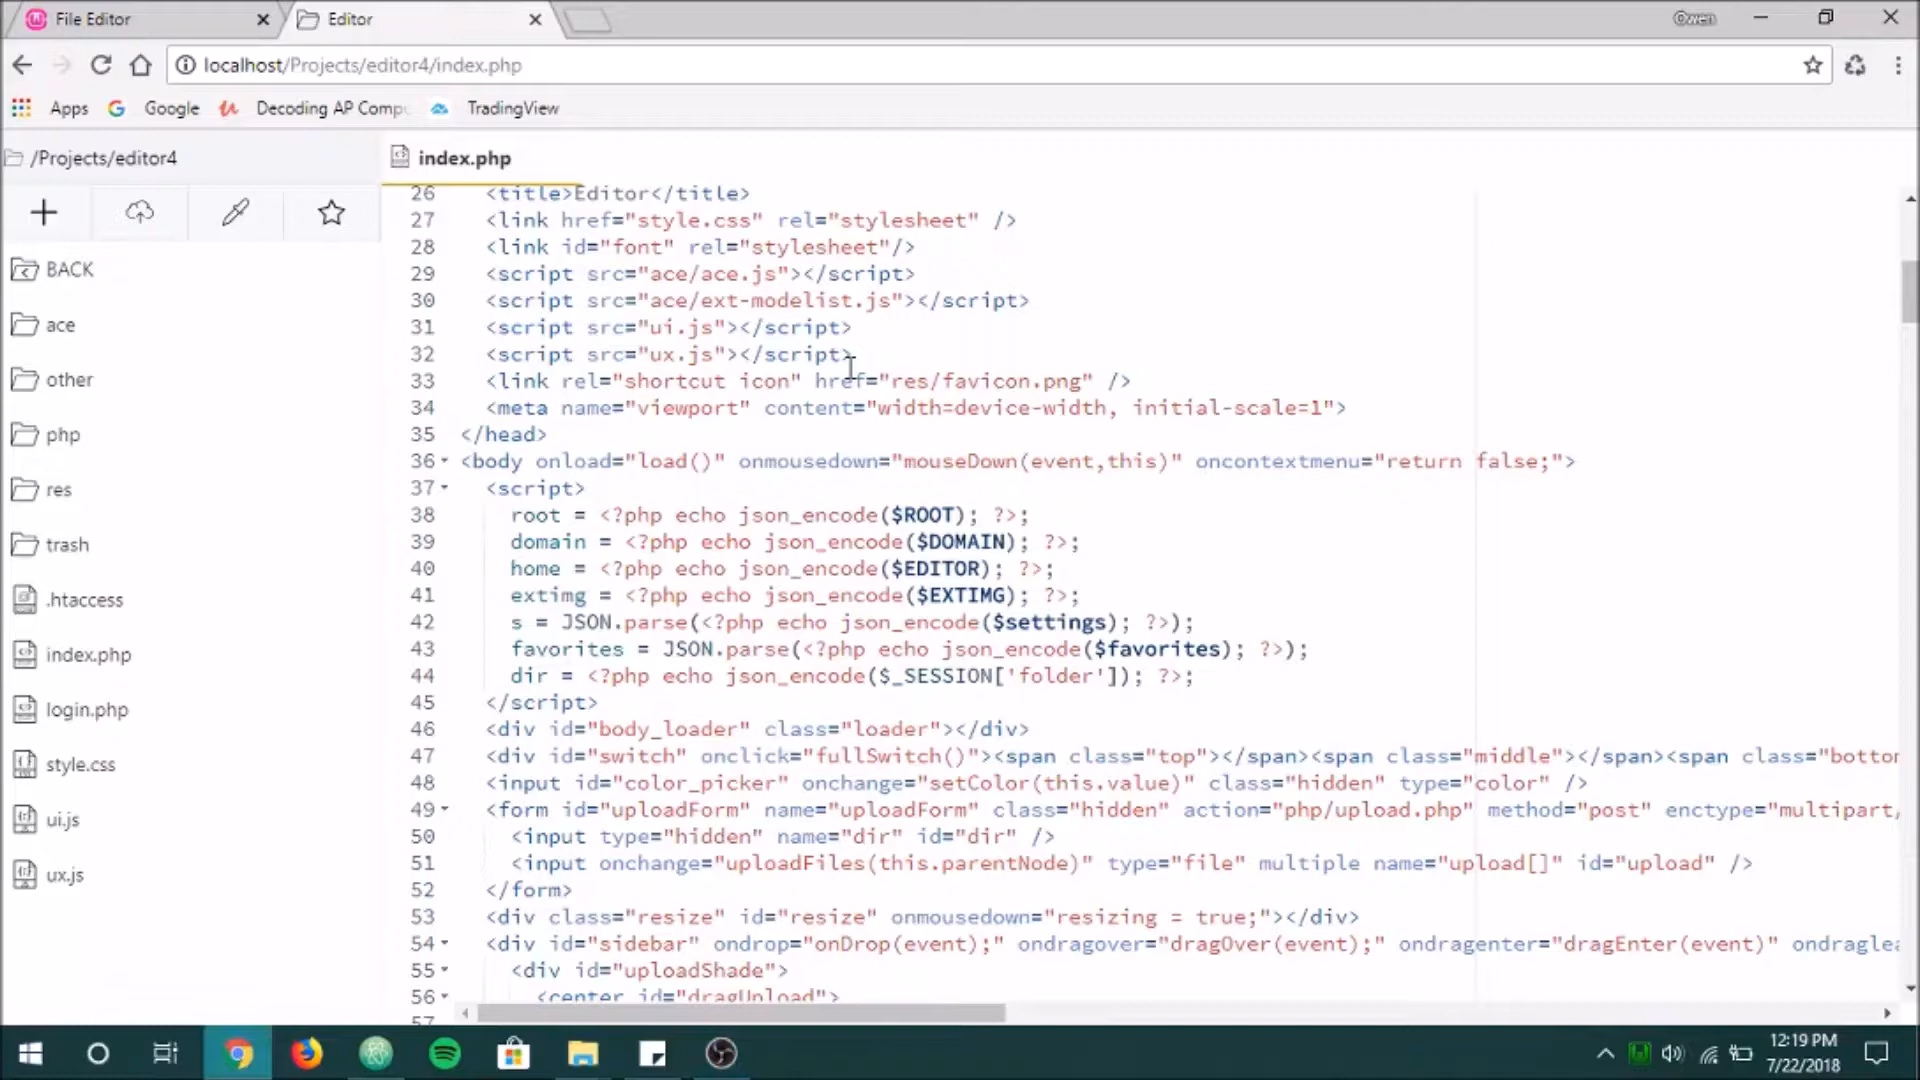 File Editor
Editor
Owen
localhost/Projects/editor4/index.php
Apps Google Decoding AP Comp TradingView
/Projects/editor4
index.php
BACK
ace
other
php
res
trash
.htaccess
index.php
login.php
style.css
ui.js
ux.js
26 <title>Editor</title>
27 <link href="style.css" rel="stylesheet" />
28 <link id="font" rel="stylesheet"/>
29 <script src="ace/ace.js"></script>
30 <script src="ace/ext-modelist.js"></script>
31 <script src="ui.js"></script>
32 <script src="ux.js"></script>
33 <link rel="shortcut icon" href="res/favicon.png" />
34 <meta name="viewport" content="width=device-width, initial-scale=1">
35 </head>
36 <body onload="load()" onmousedown="mouseDown(event,this)" oncontextmenu="return false;">
37 <script>
38 root = <?php echo json_encode($ROOT); ?>;
39 domain = <?php echo json_encode($DOMAIN); ?>;
40 home = <?php echo json_encode($EDITOR); ?>;
41 extimg = <?php echo json_encode($EXTIMG); ?>;
42 s = JSON.parse(<?php echo json_encode($settings); ?>);
43 favorites = JSON.parse(<?php echo json_encode($favorites); ?>);
44 dir = <?php echo json_encode($_SESSION['folder']); ?>;
45 </script>
46 <div id="body_loader" class="loader"></div>
47 <div id="switch" onclick="fullSwitch()"><span class="top"></span><span class="middle"></span><span class="bottom
48 <input id="color_picker" onchange="setColor(this.value)" class="hidden" type="color" />
49 <form id="uploadForm" name="uploadForm" class="hidden" action="php/upload.php" method="post" enctype="multipart/
50 <input type="hidden" name="dir" id="dir" />
51 <input onchange="uploadFiles(this.parentNode)" type="file" multiple name="upload[]" id="upload" />
52 </form>
53 <div class="resize" id="resize" onmousedown="resizing = true;"></div>
54 <div id="sidebar" ondrop="onDrop(event);" ondragover="dragOver(event);" ondragenter="dragEnter(event)" ondraglea
55 <div id="uploadShade">
56 <center id="dragUpload">
57
12:19 PM
7/22/2018